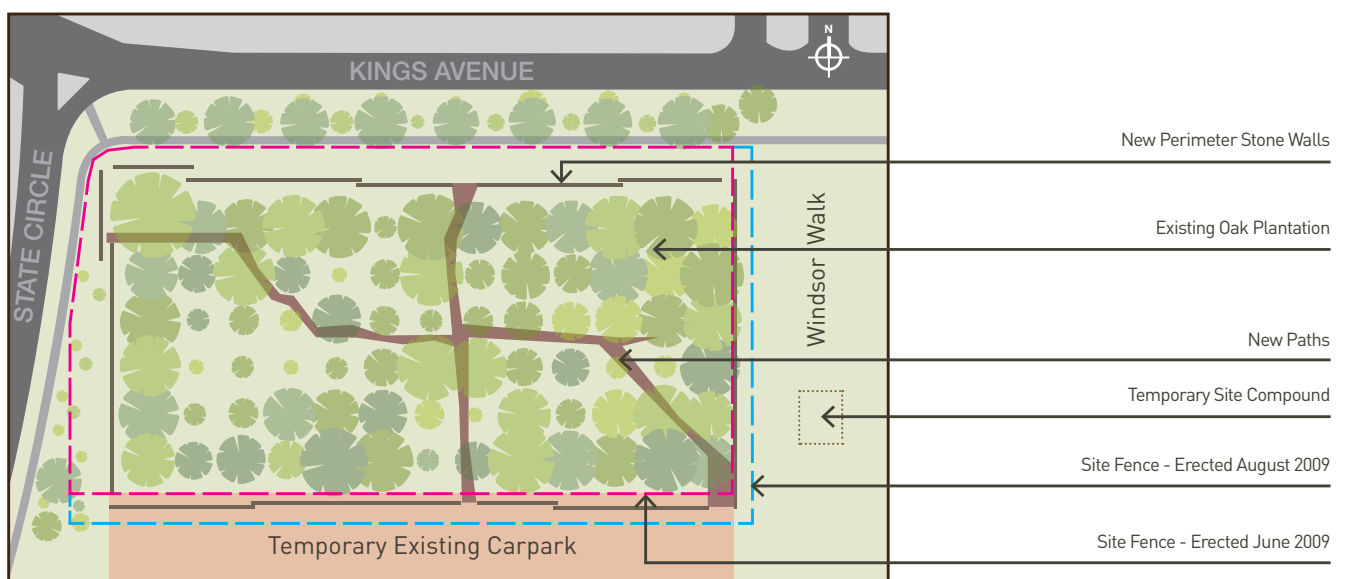 N
KINGS AVENUE
STATE CIRCLE
Windsor Walk
New Perimeter Stone Walls
Existing Oak Plantation
New Paths
Temporary Site Compound
Site Fence - Erected August 2009
Site Fence - Erected June 2009
Temporary Existing Carpark